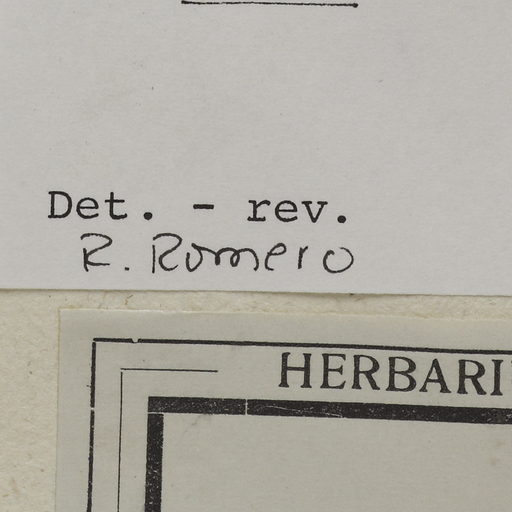 Det. - rev.
R. Romero
HERBARI